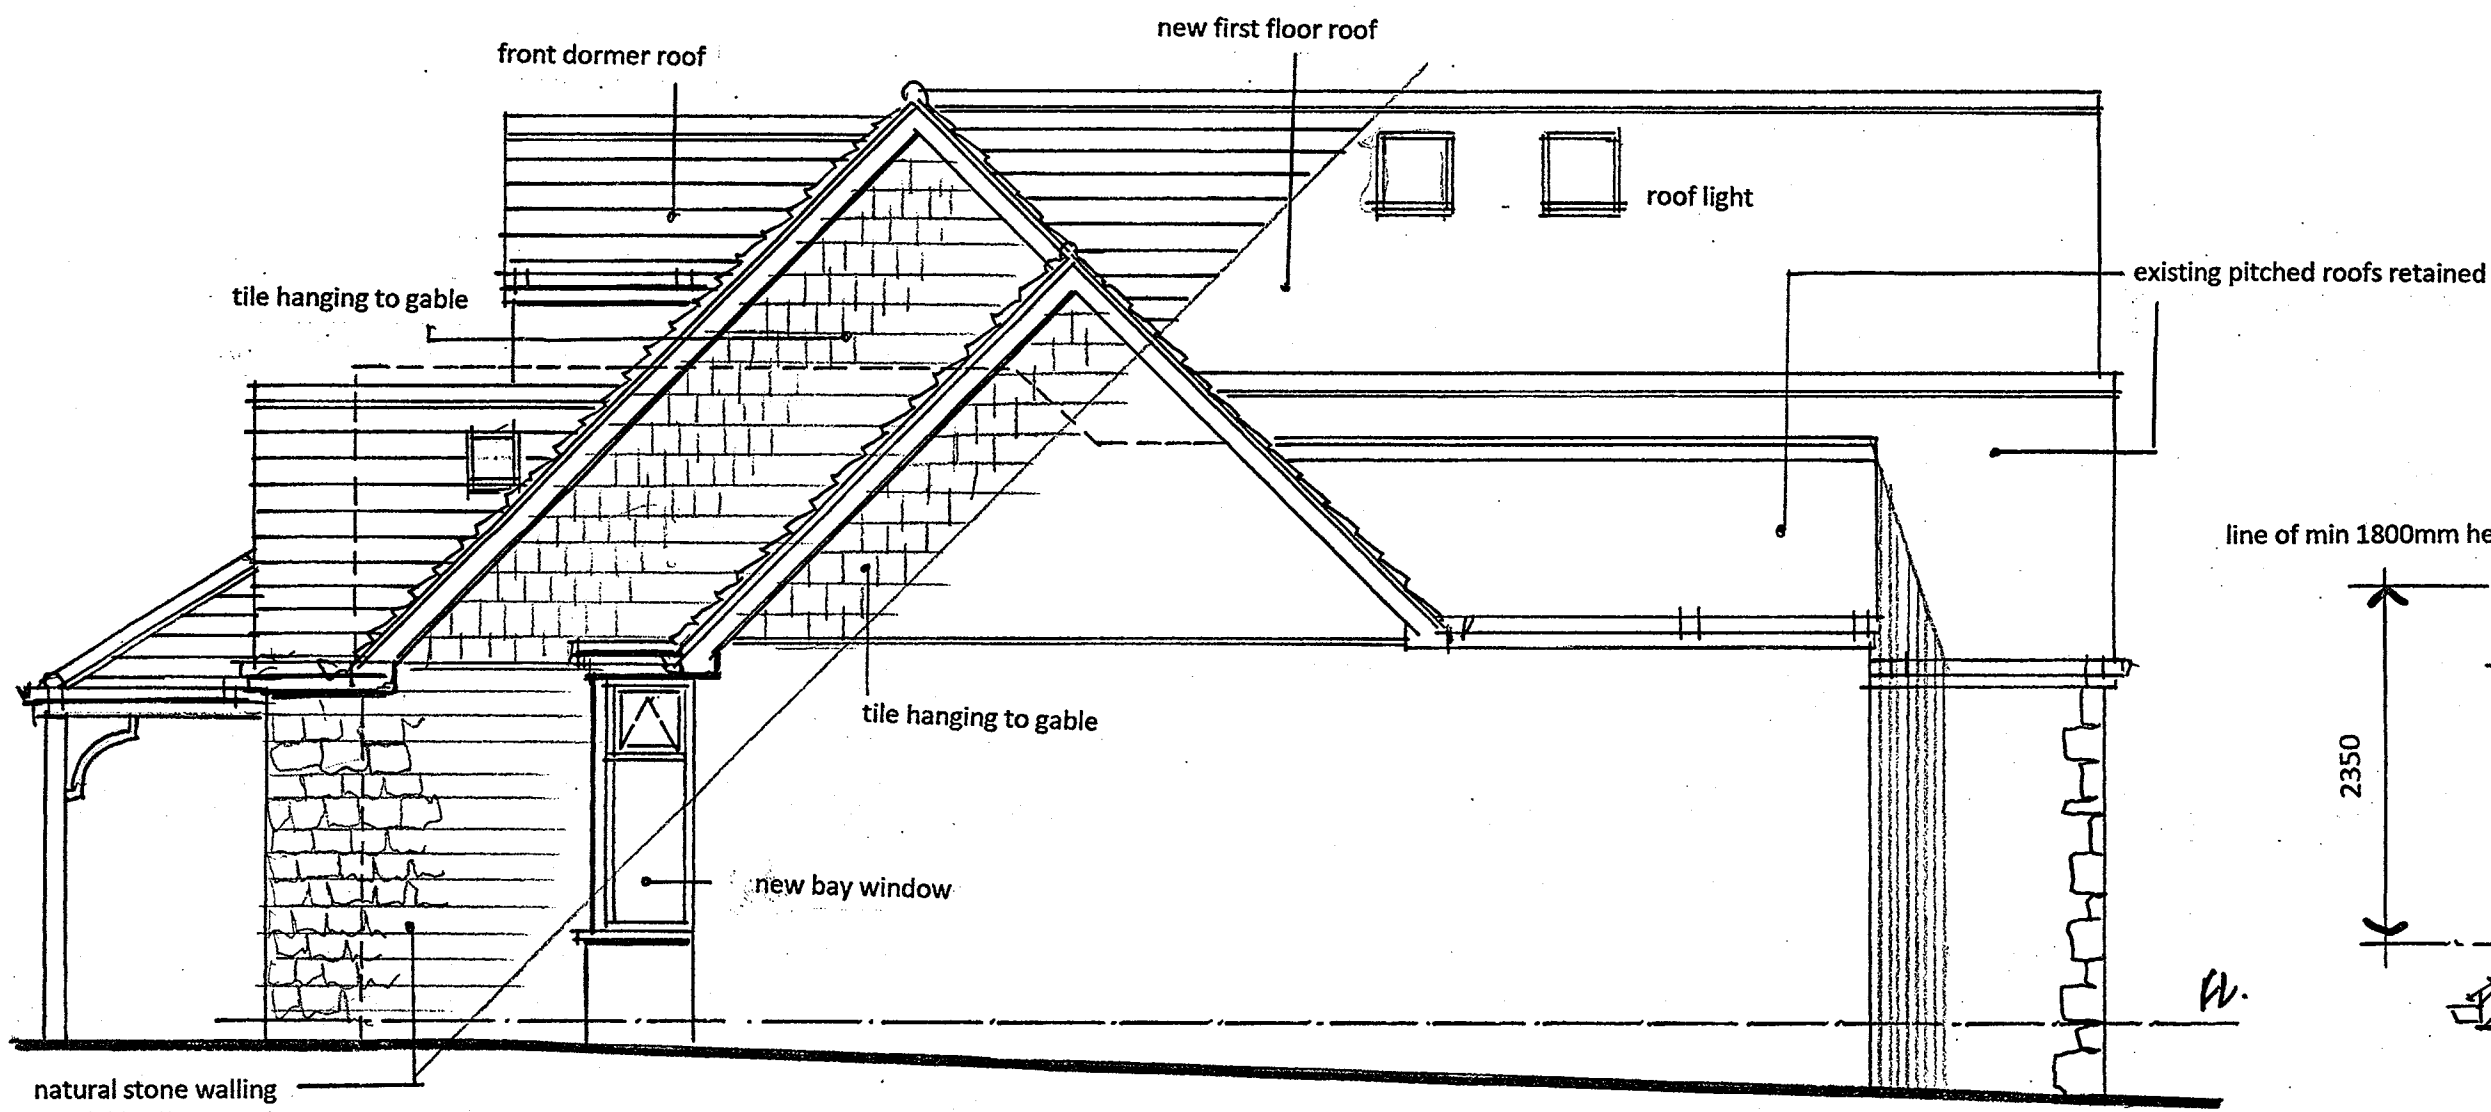 new first floor roof
front dormer roof
roof light
existing pitched roofs retained
tile hanging to gable
line of min 1800mm he
2350
tile hanging to gable
new bay window
natural stone walling